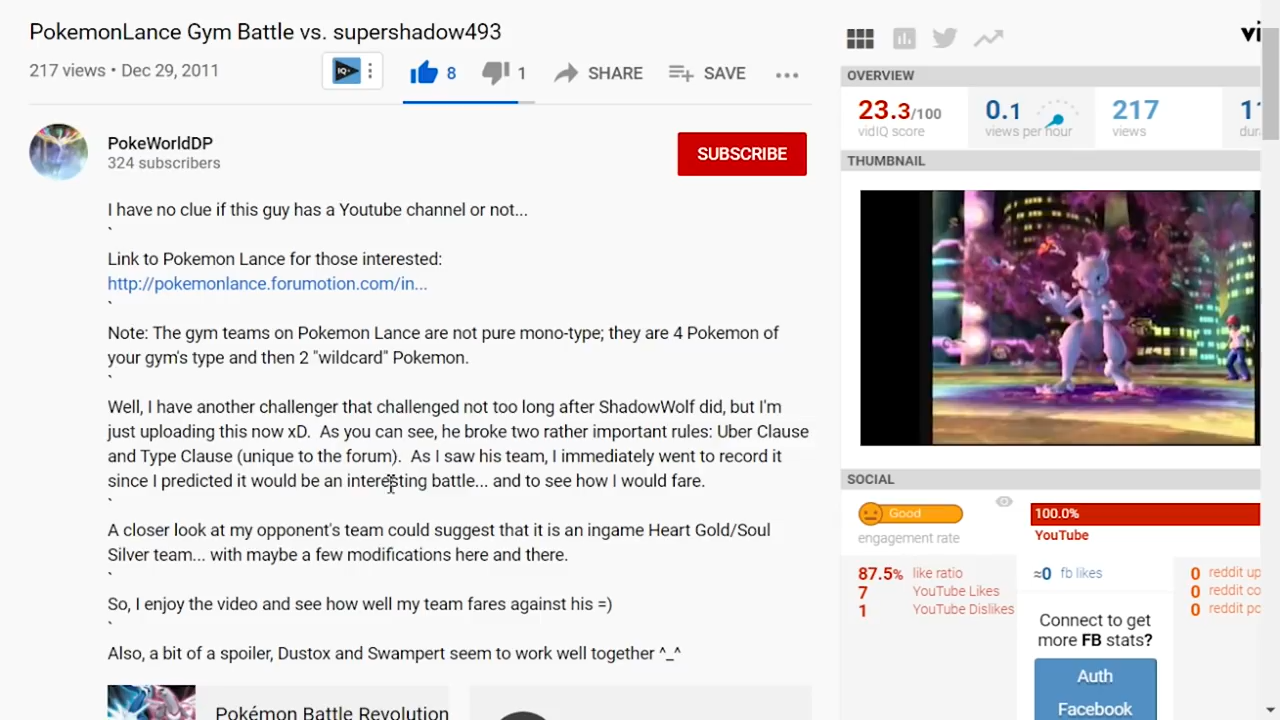 PokemonLance Gym Battle vs. supershadow493
217 views • Dec 29, 2011
IQ
8
1
SHARE
SAVE
PokeWorldDP
324 subscribers
SUBSCRIBE
I have no clue if this guy has a Youtube channel or not...
`
Link to Pokemon Lance for those interested:
http://pokemonlance.forumotion.com/in...
`
Note: The gym teams on Pokemon Lance are not pure mono-type; they are 4 Pokemon of
your gym's type and then 2 "wildcard" Pokemon.
`
Well, I have another challenger that challenged not too long after ShadowWolf did, but I'm
just uploading this now xD.  As you can see, he broke two rather important rules: Uber Clause
and Type Clause (unique to the forum).  As I saw his team, I immediately went to record it
since I predicted it would be an interesting battle... and to see how I would fare.
`
A closer look at my opponent's team could suggest that it is an ingame Heart Gold/Soul
Silver team... with maybe a few modifications here and there.
`
So, I enjoy the video and see how well my team fares against his =)
`
Also, a bit of a spoiler, Dustox and Swampert seem to work well together ^_^
Pokémon Battle Revolution
vi
OVERVIEW
23.3/100
vidIQ score
0.1
views per hour
217
views
THUMBNAIL
SOCIAL
Good
engagement rate
100.0%
YouTube
87.5% like ratio
7 YouTube Likes
1 YouTube Dislikes
≈0 fb likes
Connect to get
more FB stats?
Auth
Facebook
0 reddit up
0 reddit co
0 reddit po